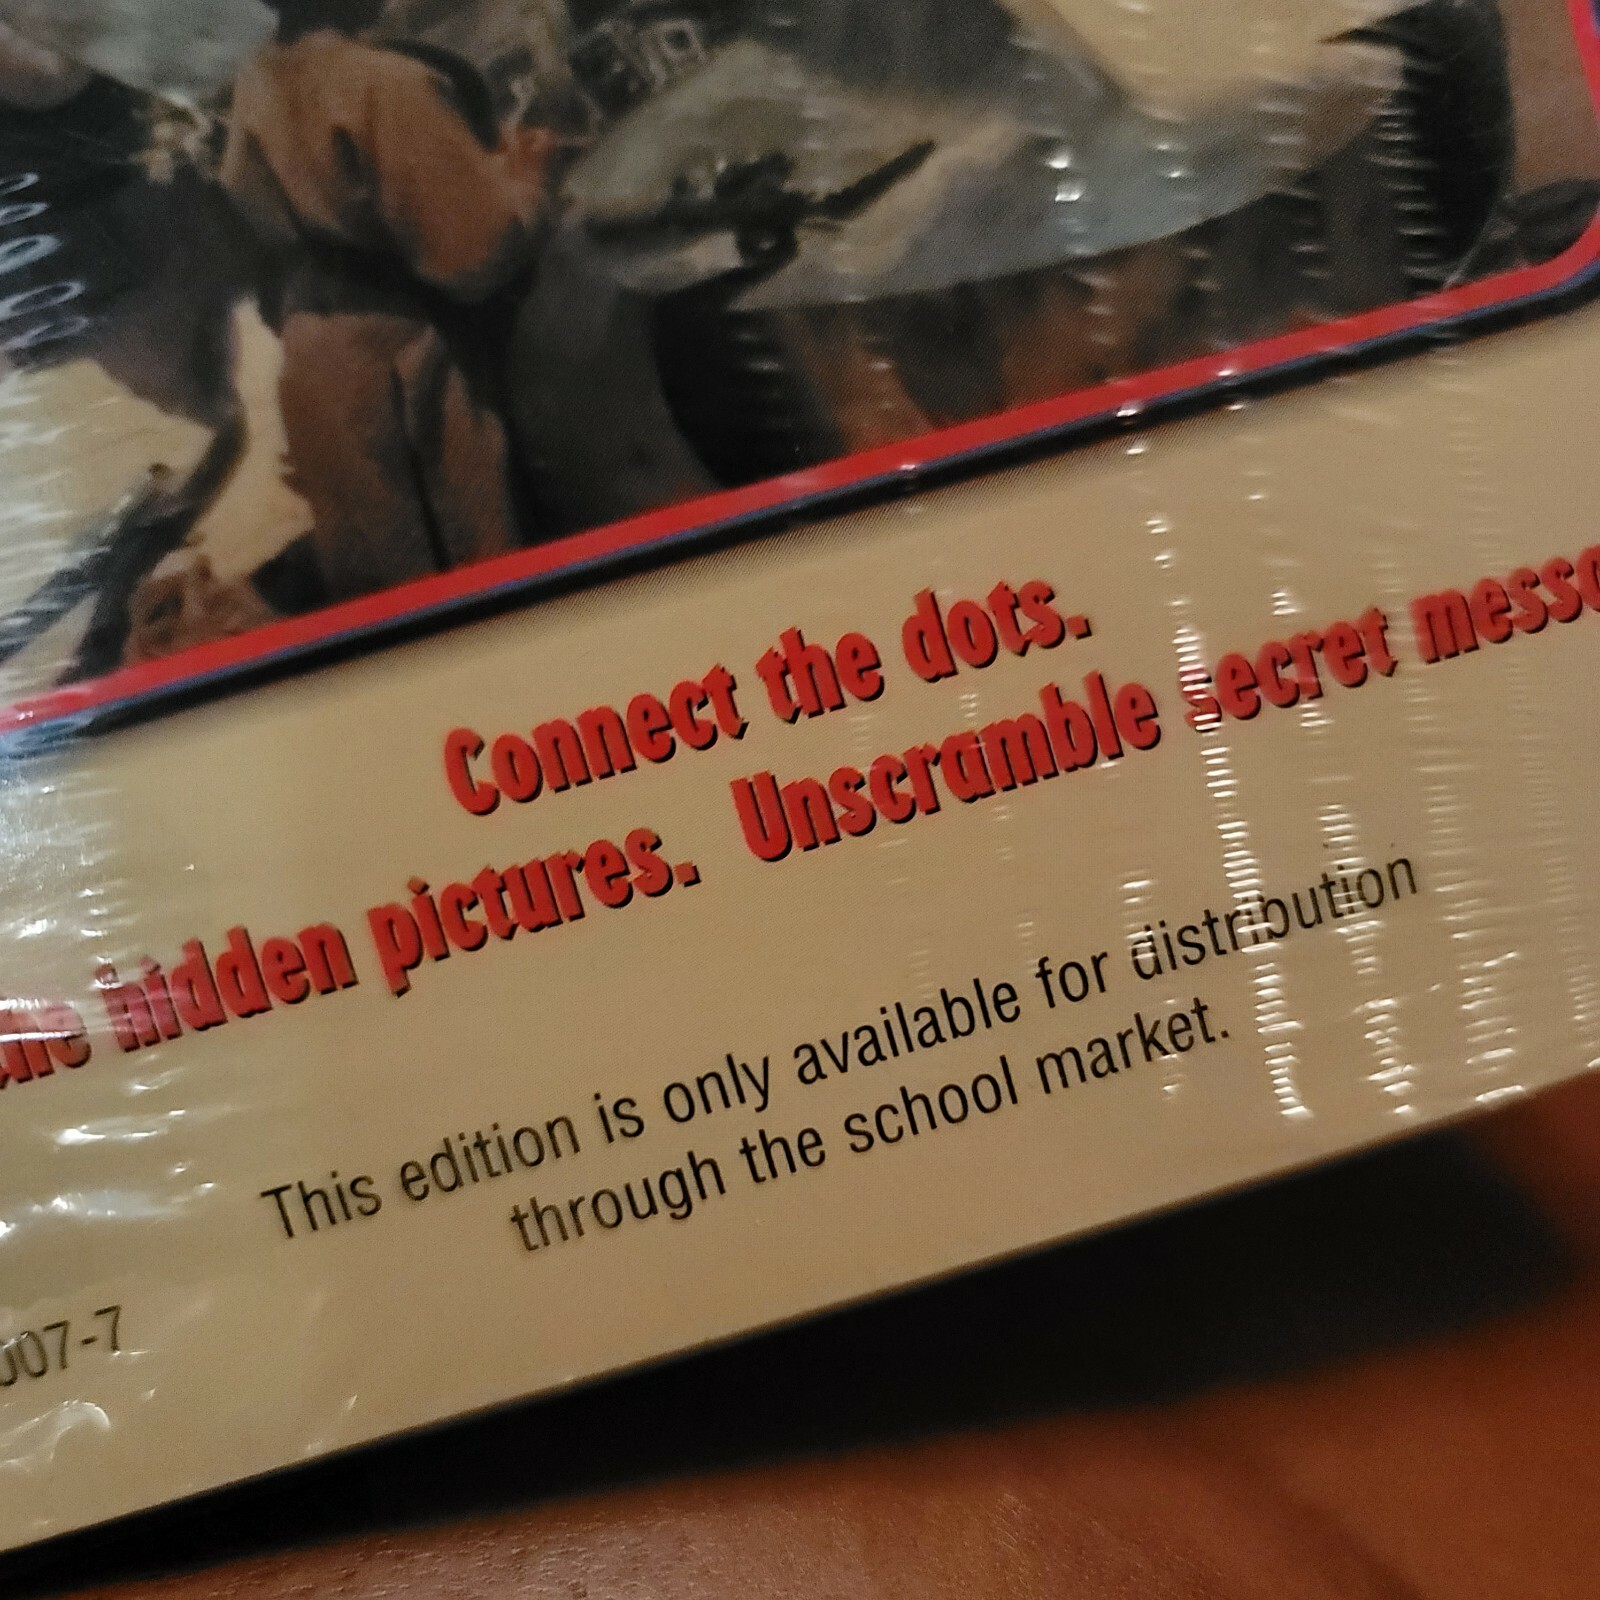 Connect the dots.
the hidden pictures. Unscramble secret
This edition is only available for distribution
through the school market.
007-7